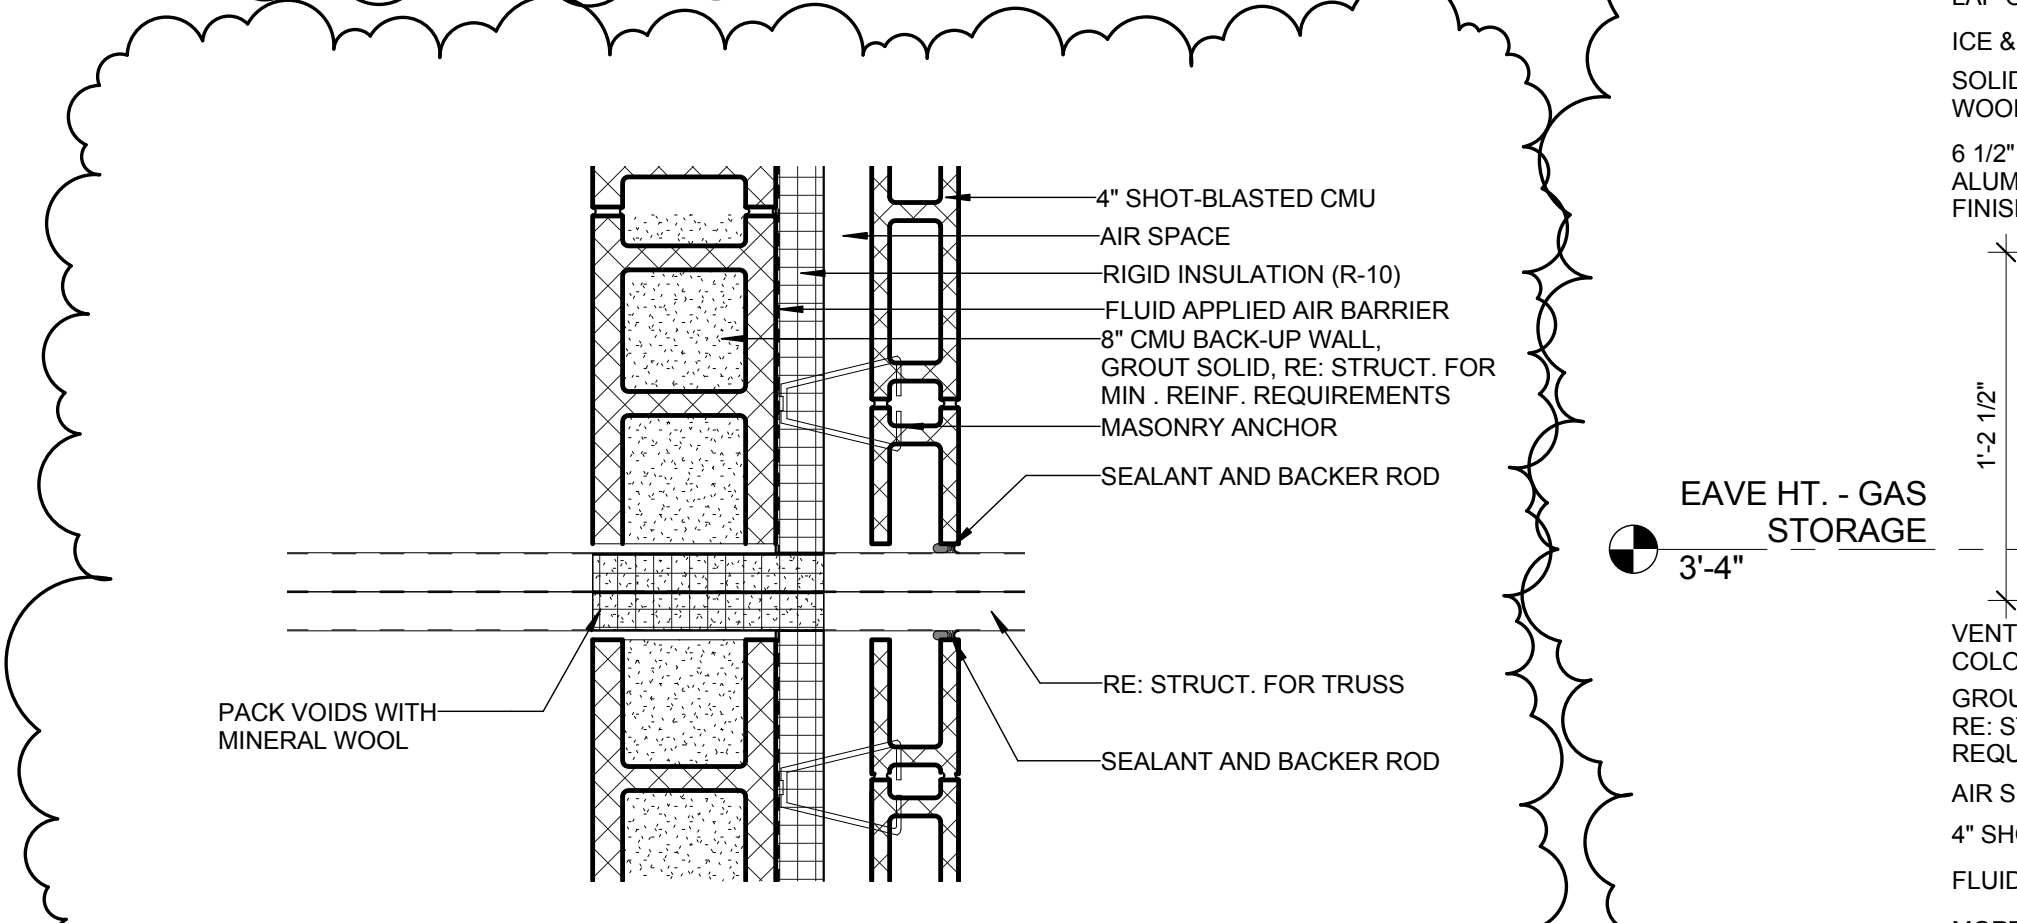 4" SHOT-BLASTED CMU
AIR SPACE
RIGID INSULATION (R-10)
FLUID APPLIED AIR BARRIER
8" CMU BACK-UP WALL,
GROUT SOLID, RE: STRUCT. FOR
MIN . REINF. REQUIREMENTS
MASONRY ANCHOR
SEALANT AND BACKER ROD
RE: STRUCT. FOR TRUSS
SEALANT AND BACKER ROD
PACK VOIDS WITH
MINERAL WOOL
EAVE HT. - GAS
STORAGE
3'-4"
1'-2 1/2"
ICE &
SOLID
WOO
6 1/2"
ALUM
FINIS
VENT
COLO
GROU
RE: S
REQU
AIR S
4" SH
FLUID